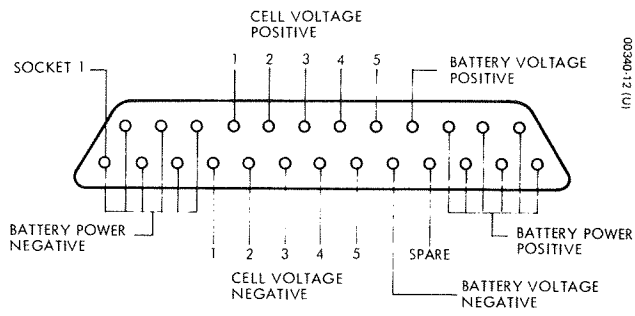 CELL VOLTAGE
POSITIVE
SOCKET 1
1 2 3 4 5
BATTERY VOLTAGE
POSITIVE
00340-12 (U)
BATTERY POWER
NEGATIVE
1 2 3 4 5
SPARE
BATTERY POWER
POSITIVE
CELL VOLTAGE
NEGATIVE
BATTERY VOLTAGE
NEGATIVE